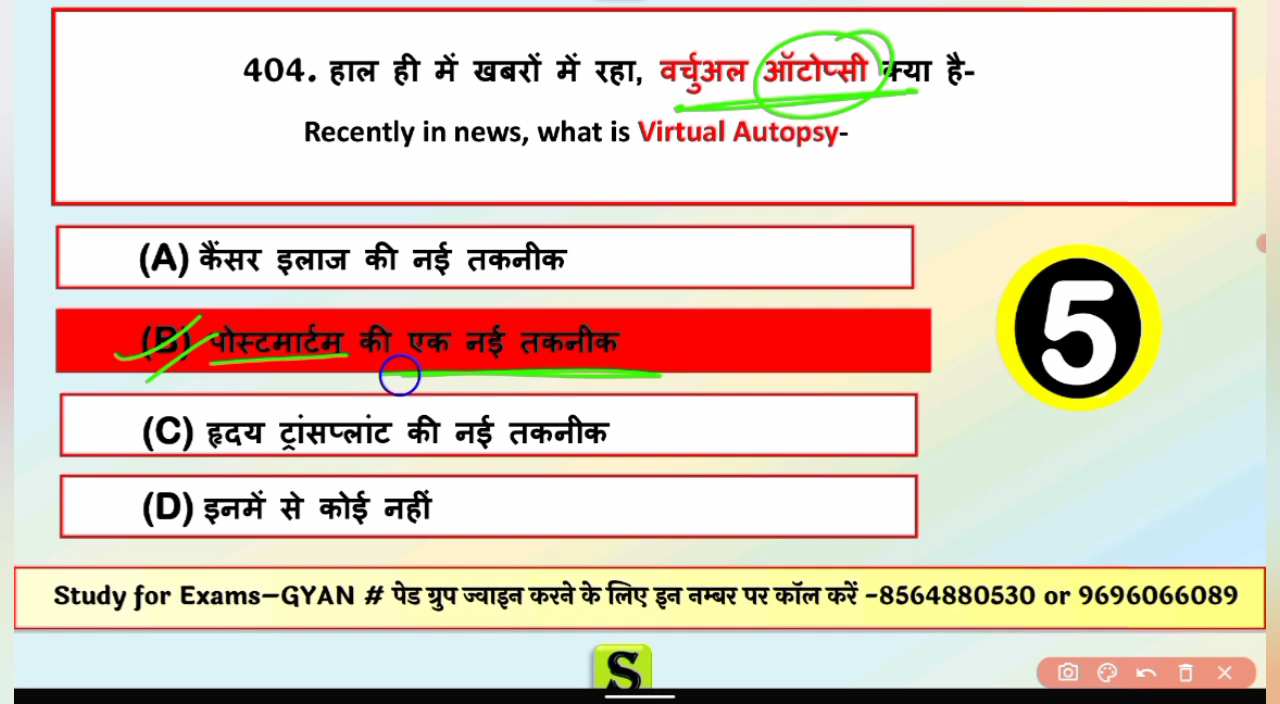 404. हाल ही में खबरों में रहा, वर्चुअल ऑटोप्सी क्या है-
Recently in news, what is Virtual Autopsy-
(A) कैंसर इलाज की नई तकनीक
(B) पोस्टमार्टम की एक नई तकनीक
5
(C) हृदय ट्रांसप्लांट की नई तकनीक
(D) इनमें से कोई नहीं
Study for Exams–GYAN # पेड ग्रुप ज्वाइन करने के लिए इन नम्बर पर कॉल करें -8564880530 or 9696066089
S